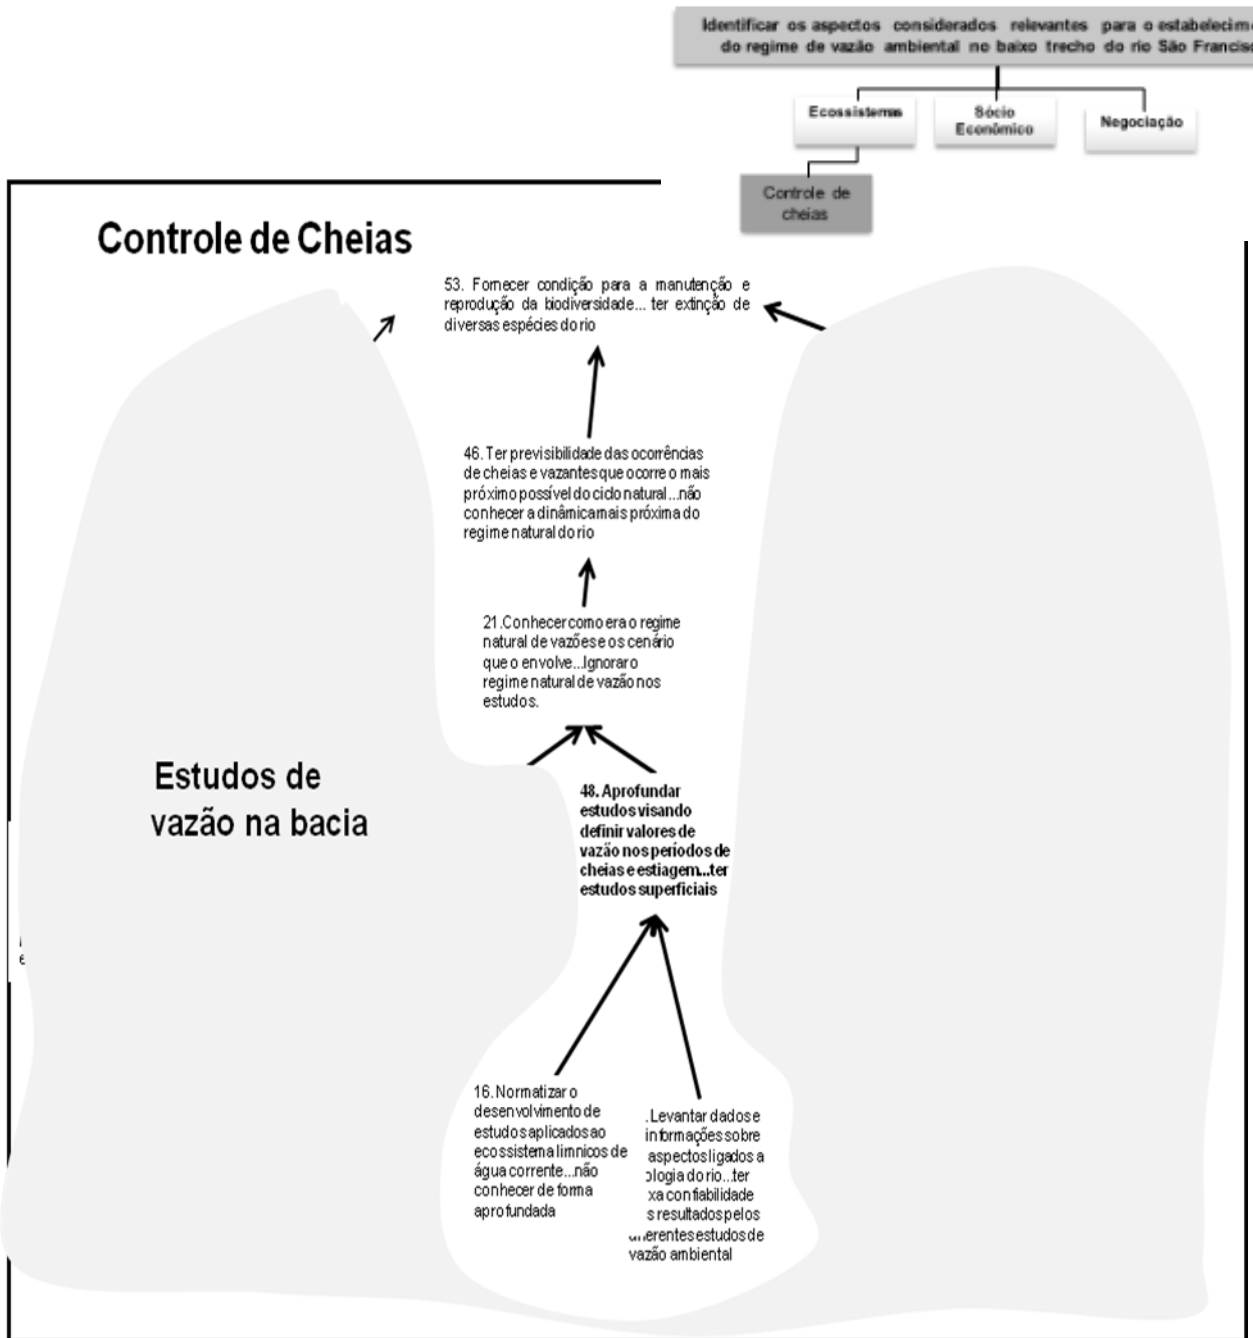 Identificar os aspectos considerados relevantes para o
do regime de vazão ambiental no baixo trecho do rio São
Ecossistemas
Sócio
Econômico
Negociação
Controle de
cheias
Controle de Cheias
53. Fornecer condição para a manutenção e
reprodução da biodiversidade... ter extinção de
diversas espécies do rio
46. Ter previsibilidade das ocorrências
de cheias e vazantes que ocorre o mais
próximo possível do ciclo natural...não
conhecer a dinâmica mais próxima do
regime natural do rio
21.Conhecer como era o regime
natural de vazões e os cenário
que o envolve...Ignorar o
regime natural de vazão nos
estudos.
Estudos de
vazão na bacia
48. Aprofundar
estudos visando
definir valores de
vazão nos períodos de
cheias e estiagem...ter
estudos superficiais
16. Normatizar o
desenvolvimento de
estudos aplicados ao
ecossistema limnicos de
água corrente...não
conhecer de forma
aprofundada
.Levantar dados e
informações sobre
aspectos ligados a
do rio...ter
confiabilidade
resultados pelos
estudos de
vazão ambiental